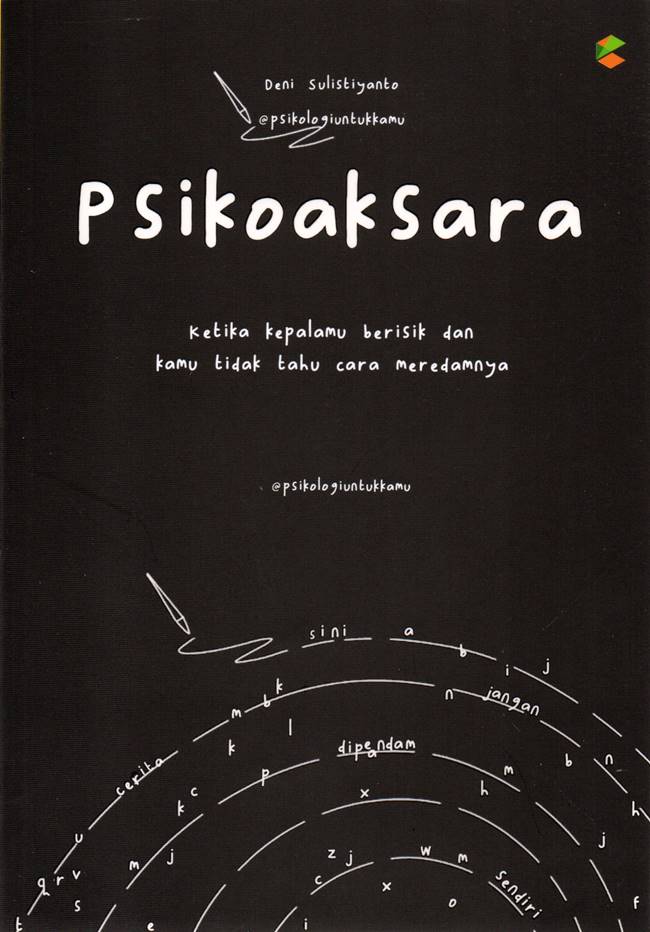 Deni Sulistiyanto
@psikologiuntukkamu
Psikoaksara
Ketika kepalamu berisik dan
kamu tidak tahu cara meredamnya
@psikologiuntukkamu
sini a
b i j
k
b n jangan
m
l
k dipendam
a
cerita p m b n
c x h h
k
u j
z j w m
m j
c x sendiri
q r v
h
s o f
t e i